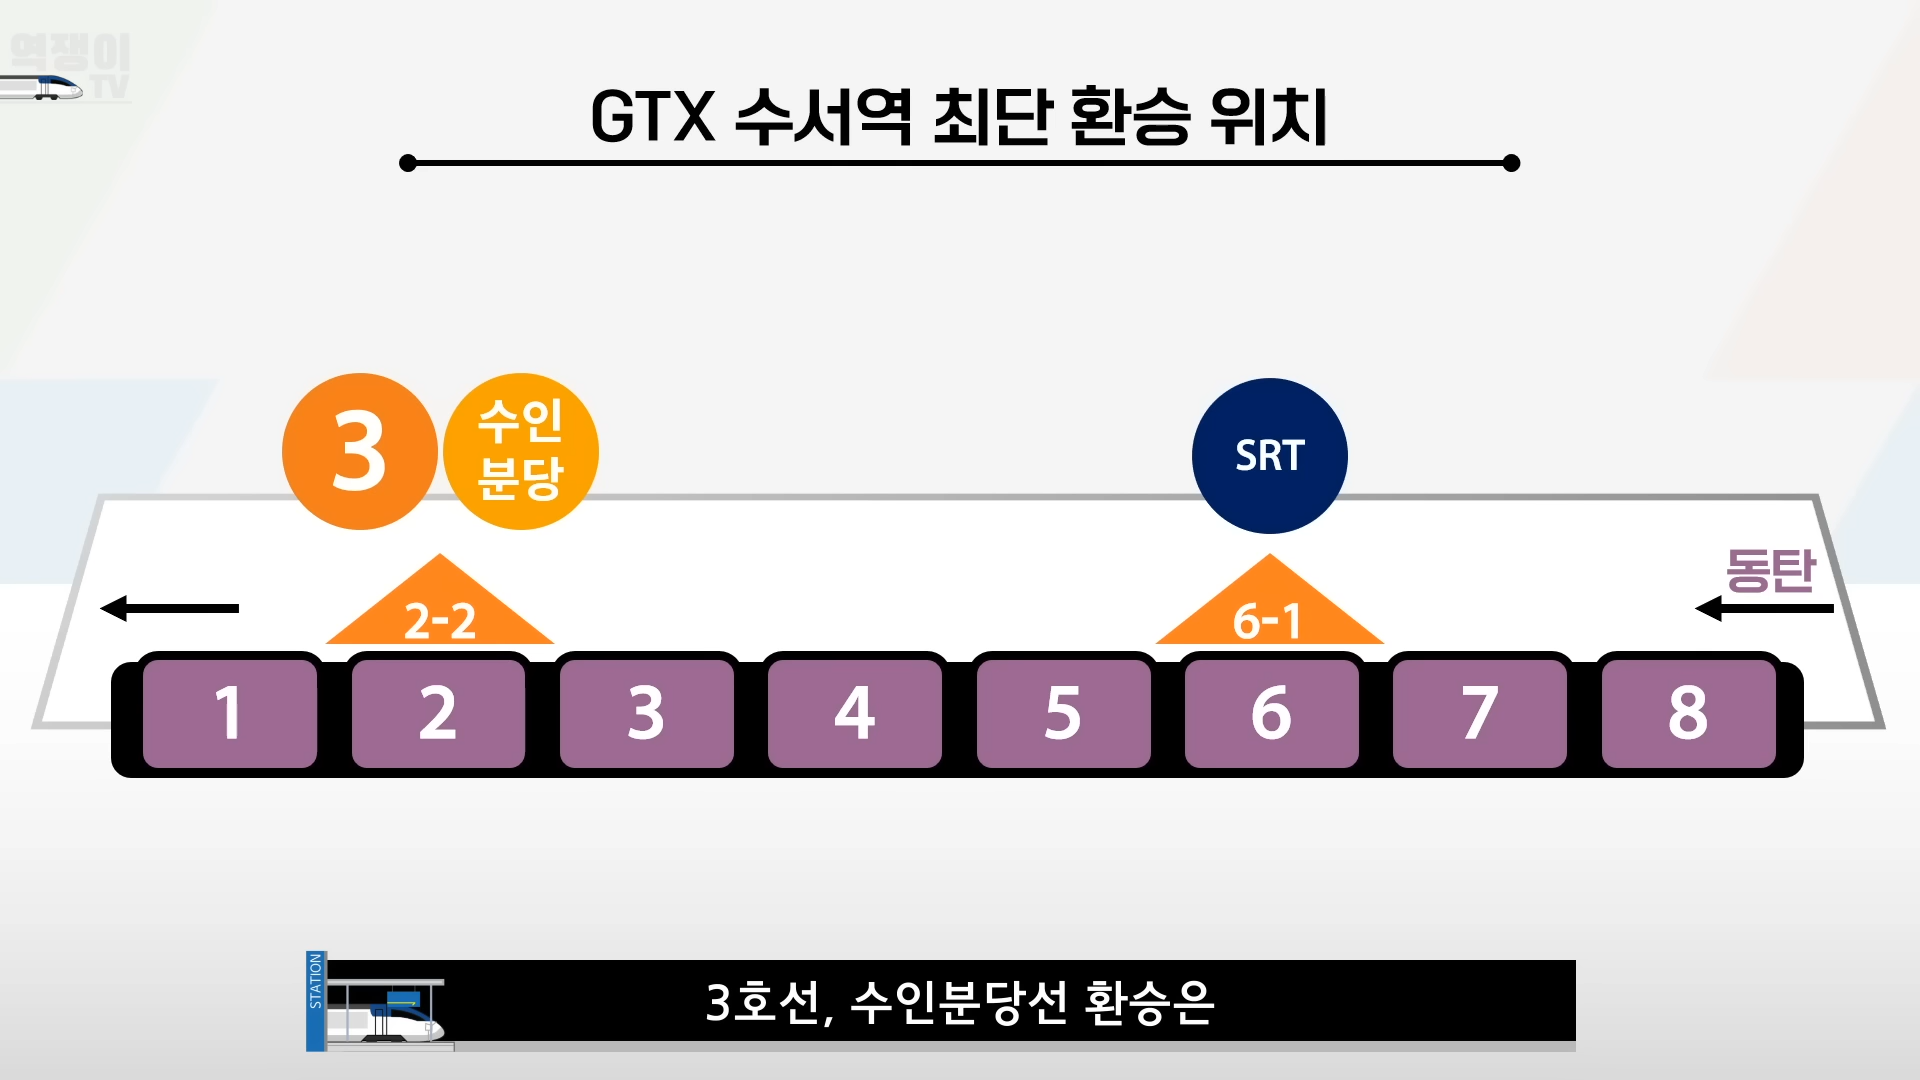 역쟁이
TV
GTX 수서역 최단 환승 위치
3
수인
분당
SRT
동탄
2-2
6-1
1 2 3 4 5 6 7 8
STATION
3호선, 수인분당선 환승은